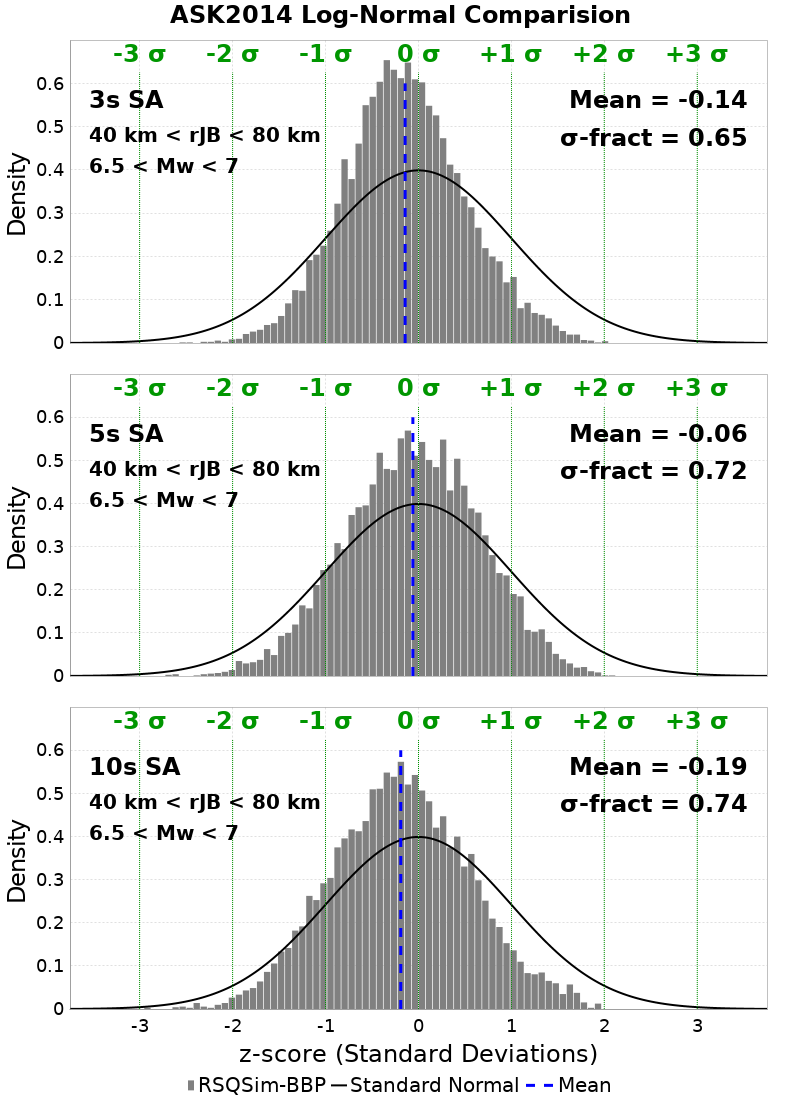 ASK2014 Log-Normal Comparision
-3 σ -2 σ -1 σ 0 σ +1 σ +2 σ +3 σ
3s SA
40 km < rJB < 80 km
6.5 < Mw < 7
Mean = -0.14
σ-fract = 0.65
Density
0.6
0.5
0.4
0.3
0.2
0.1
0
-3 σ -2 σ -1 σ 0 σ +1 σ +2 σ +3 σ
5s SA
40 km < rJB < 80 km
6.5 < Mw < 7
Mean = -0.06
σ-fract = 0.72
Density
0.6
0.5
0.4
0.3
0.2
0.1
0
-3 σ -2 σ -1 σ 0 σ +1 σ +2 σ +3 σ
10s SA
40 km < rJB < 80 km
6.5 < Mw < 7
Mean = -0.19
σ-fract = 0.74
Density
0.6
0.5
0.4
0.3
0.2
0.1
0
-3 -2 -1 0 1 2 3
z-score (Standard Deviations)
RSQSim-BBP Standard Normal Mean